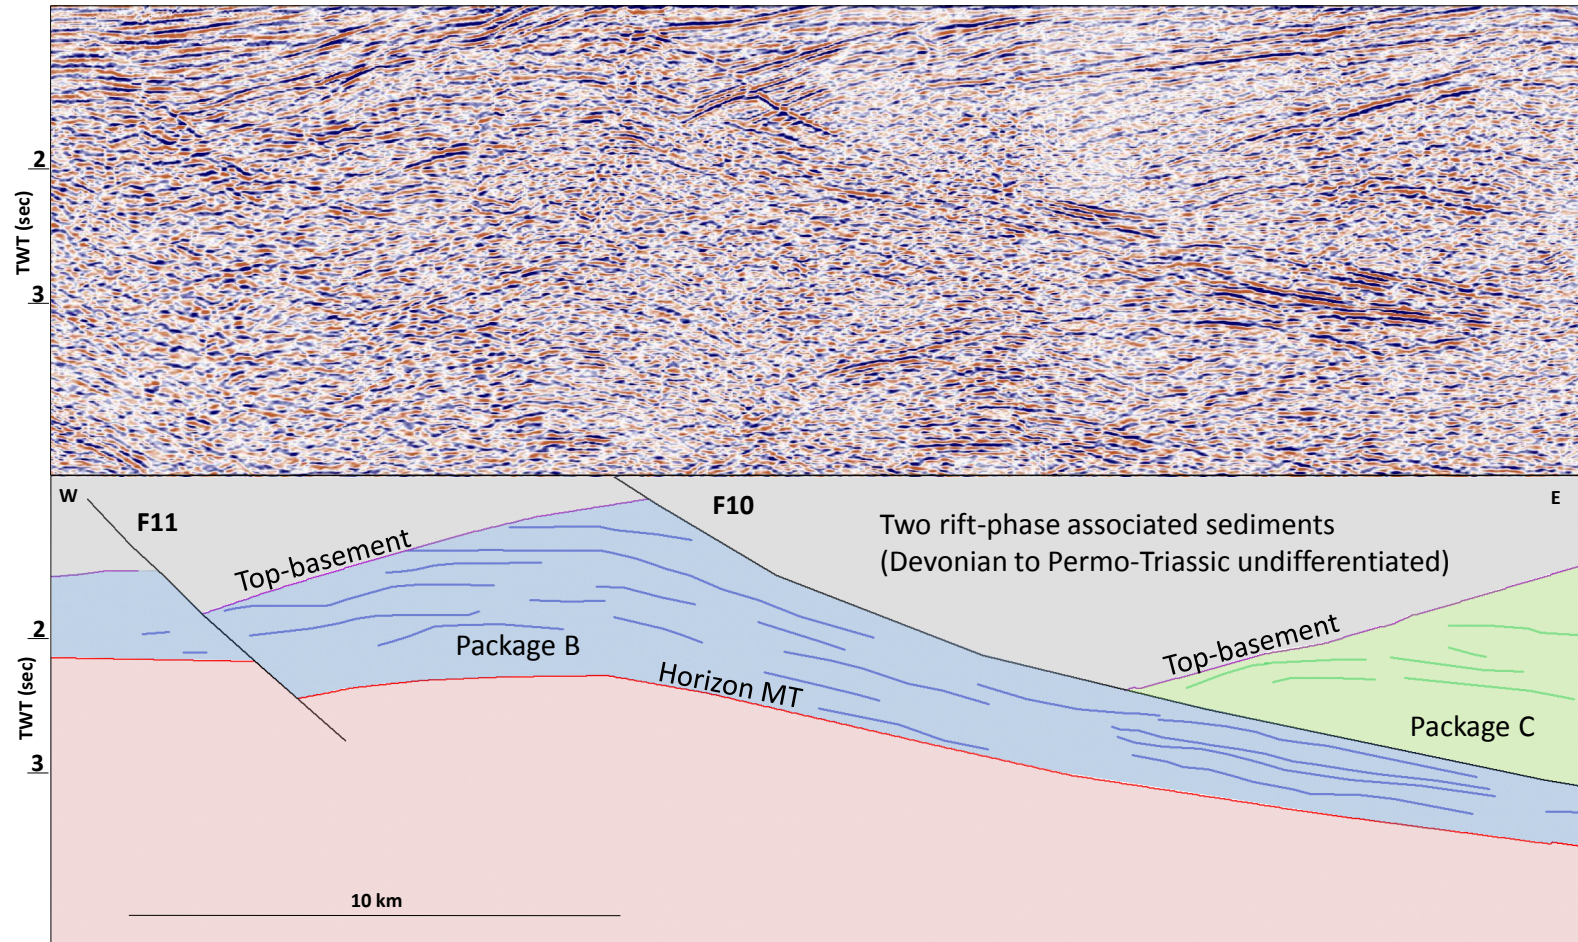 2
TWT (sec)
3
W
F11
F10
E
Two rift-phase associated sediments
(Devonian to Permo-Triassic undifferentiated)
Top-basement
Top-basement
2
Package B
Horizon MT
TWT (sec)
Package C
3
10 km